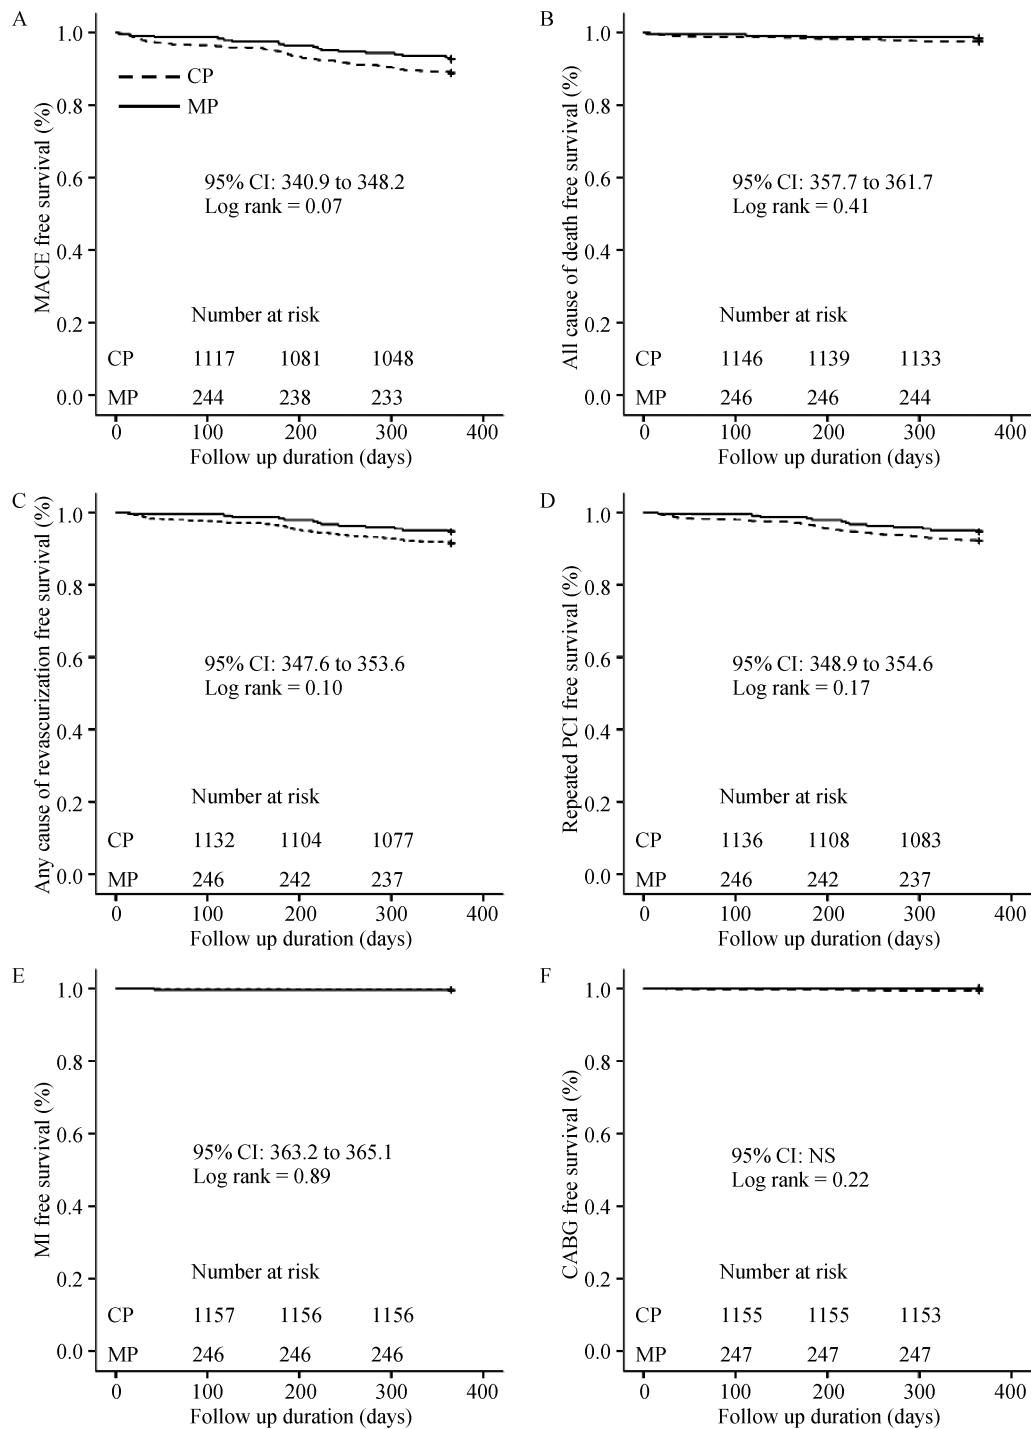 A
MACE free survival (%)
1.0
0.8
0.6
0.4
0.2
0.0
CP
MP
95% CI: 340.9 to 348.2
Log rank = 0.07
Number at risk
CP 1117 1081 1048
MP 244 238 233
0 100 200 300 400
Follow up duration (days)
B
All cause of death free survival (%)
1.0
0.8
0.6
0.4
0.2
0.0
95% CI: 357.7 to 361.7
Log rank = 0.41
Number at risk
CP 1146 1139 1133
MP 246 246 244
0 100 200 300 400
Follow up duration (days)
C
Any cause of revascurization free survival (%)
1.0
0.8
0.6
0.4
0.2
0.0
95% CI: 347.6 to 353.6
Log rank = 0.10
Number at risk
CP 1132 1104 1077
MP 246 242 237
0 100 200 300 400
Follow up duration (days)
D
Repeated PCI free survival (%)
1.0
0.8
0.6
0.4
0.2
0.0
95% CI: 348.9 to 354.6
Log rank = 0.17
Number at risk
CP 1136 1108 1083
MP 246 242 237
0 100 200 300 400
Follow up duration (days)
E
MI free survival (%)
1.0
0.8
0.6
0.4
0.2
0.0
95% CI: 363.2 to 365.1
Log rank = 0.89
Number at risk
CP 1157 1156 1156
MP 246 246 246
0 100 200 300 400
Follow up duration (days)
F
CABG free survival (%)
1.0
0.8
0.6
0.4
0.2
0.0
95% CI: NS
Log rank = 0.22
Number at risk
CP 1155 1155 1153
MP 247 247 247
0 100 200 300 400
Follow up duration (days)